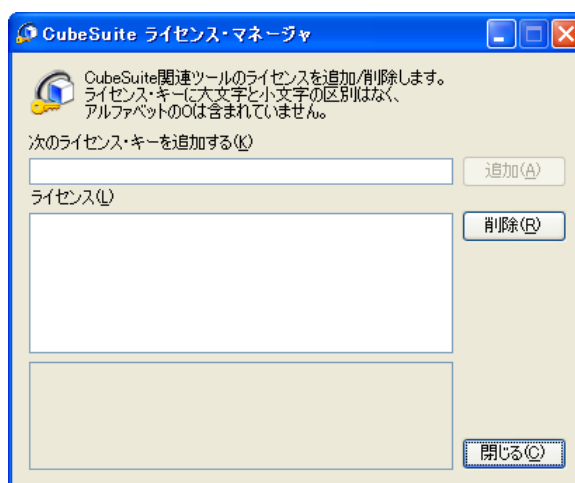 CubeSuite ライセンス・マネージャ
CubeSuite関連ツールのライセンスを追加/削除します。
ライセンス・キーに大文字と小文字の区別はなく、
アルファベットのOは含まれていません。
次のライセンス・キーを追加する(K)
追加(A)
ライセンス(L)
削除(R)
閉じる(C)